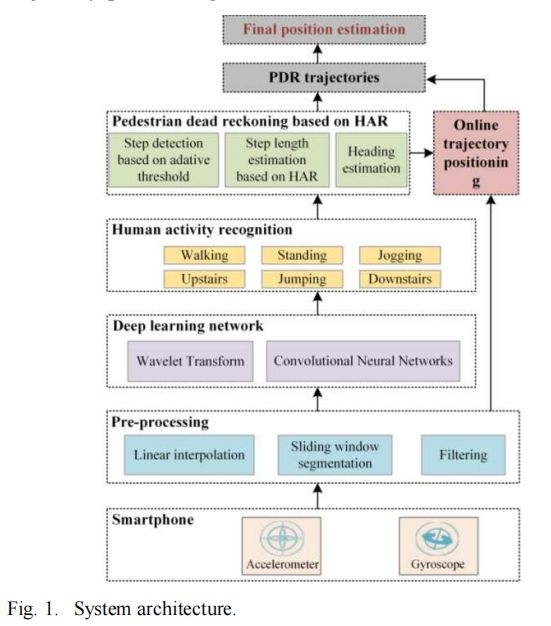 Final position estimation
PDR trajectories
Pedestrian dead reckoning based on HAR
Step detection
based on adative
threshold
Step length
estimation
based on HAR
Heading
estimation
Online
trajectory
positionin
g
Human activity recognition
Walking
Standing
Jogging
Upstairs
Jumping
Downstairs
Deep learning network
Wavelet Transform
Convolutional Neural Networks
Pre-processing
Linear interpolation
Sliding window
segmentation
Filtering
Smartphone
Accelerometer
Gyroscope
Fig. 1. System architecture.